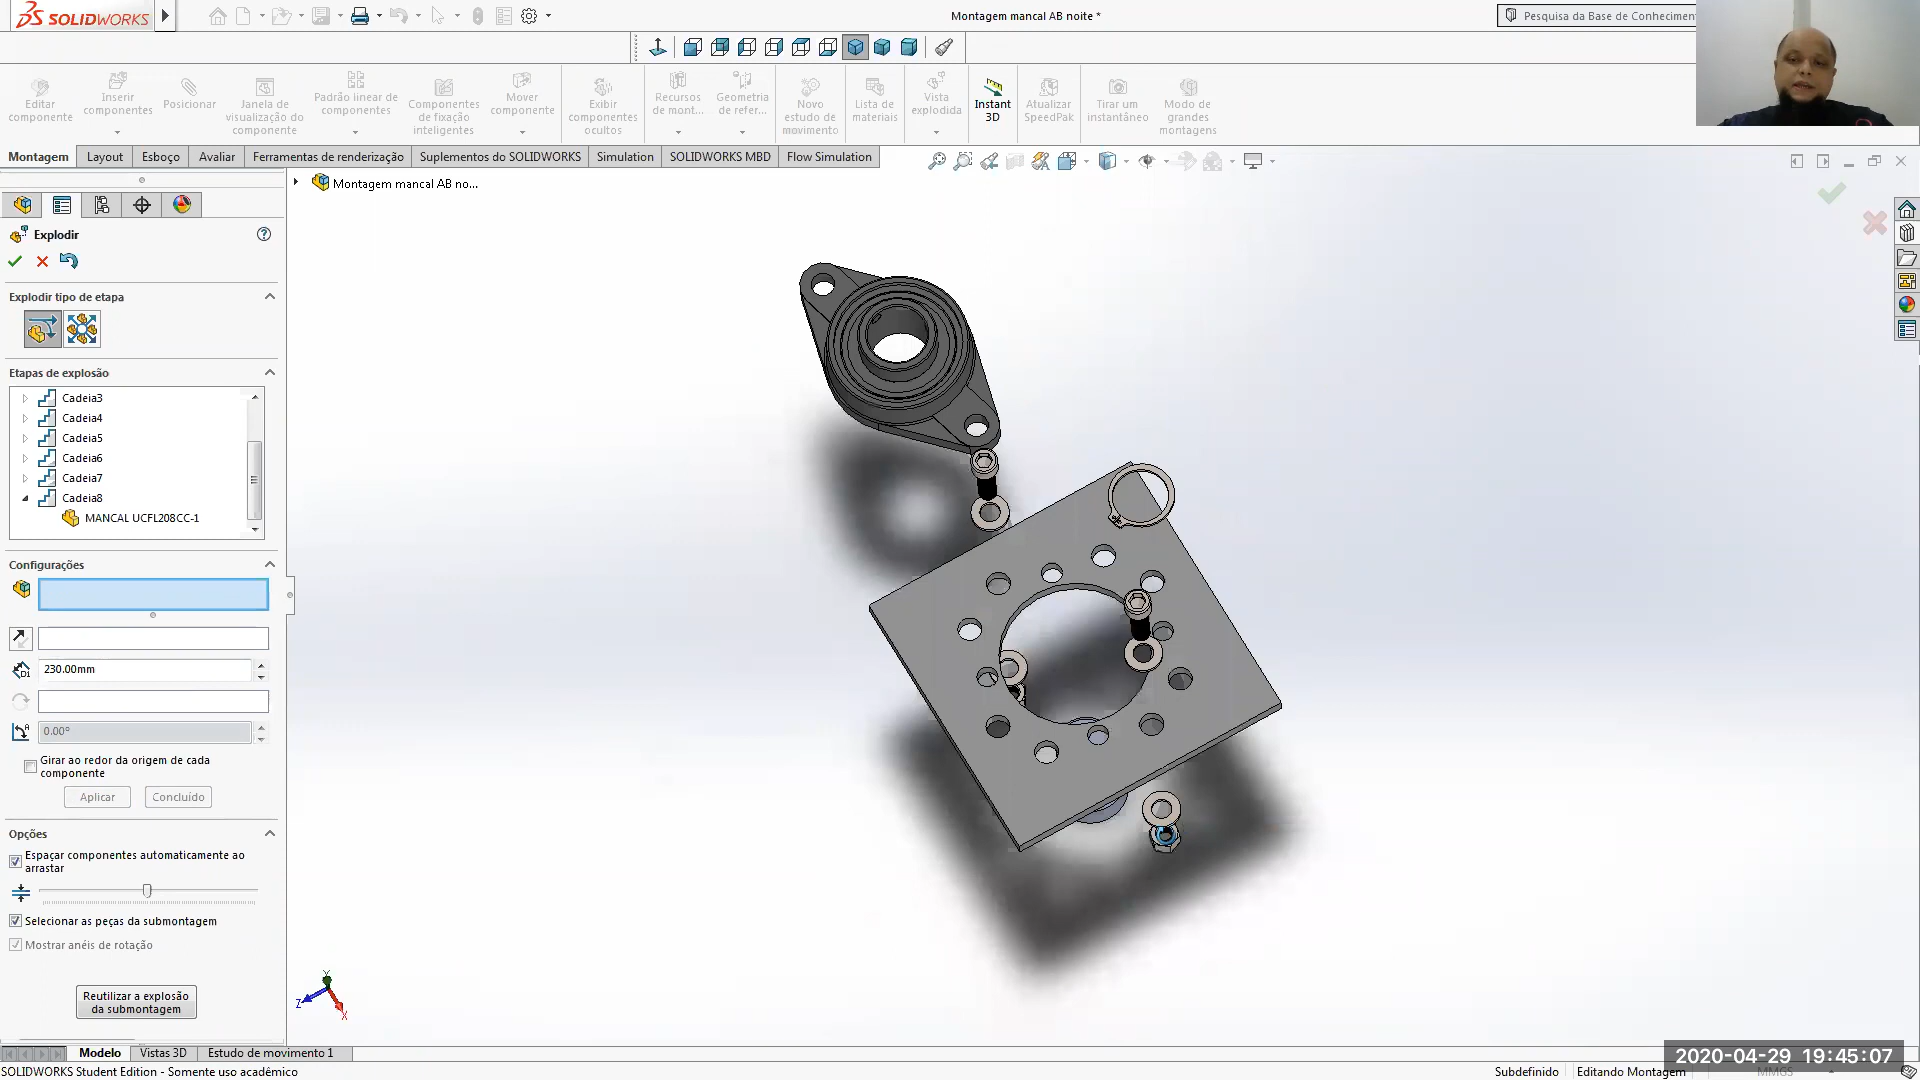 SOLIDWORKS
Montagem mancal AB noite *
Pesquisa da Base de Conhecimen
Editar componente
Inserir componentes
Posicionar
Janela de visualização do componente
Padrão linear de componentes
Componentes de fixação inteligentes
Mover componente
Exibir componentes ocultos
Recursos de mont...
Geometria de refer...
Novo estudo de movimento
Lista de materiais
Vista explodida
Instant 3D
Atualizar SpeedPak
Tirar um instantâneo
Modo de grandes montagens
Montagem
Layout
Esboço
Avaliar
Ferramentas de renderização
Suplementos do SOLIDWORKS
Simulation
SOLIDWORKS MBD
Flow Simulation
Montagem mancal AB no...
Explodir
Explodir tipo de etapa
Etapas de explosão
Cadeia3
Cadeia4
Cadeia5
Cadeia6
Cadeia7
Cadeia8
MANCAL UCFL208CC-1
Configurações
230.00mm
0.00°
Girar ao redor da origem de cada
componente
Aplicar
Concluído
Opções
Espaçar componentes automaticamente ao
arrastar
Selecionar as peças da submontagem
Mostrar anéis de rotação
Reutilizar a explosão
da submontagem
Y
Z
X
Modelo
Vistas 3D
Estudo de movimento 1
2020-04-29 19:45:07
SOLIDWORKS Student Edition - Somente uso acadêmico
Subdefinido
Editando Montagem
MMGS